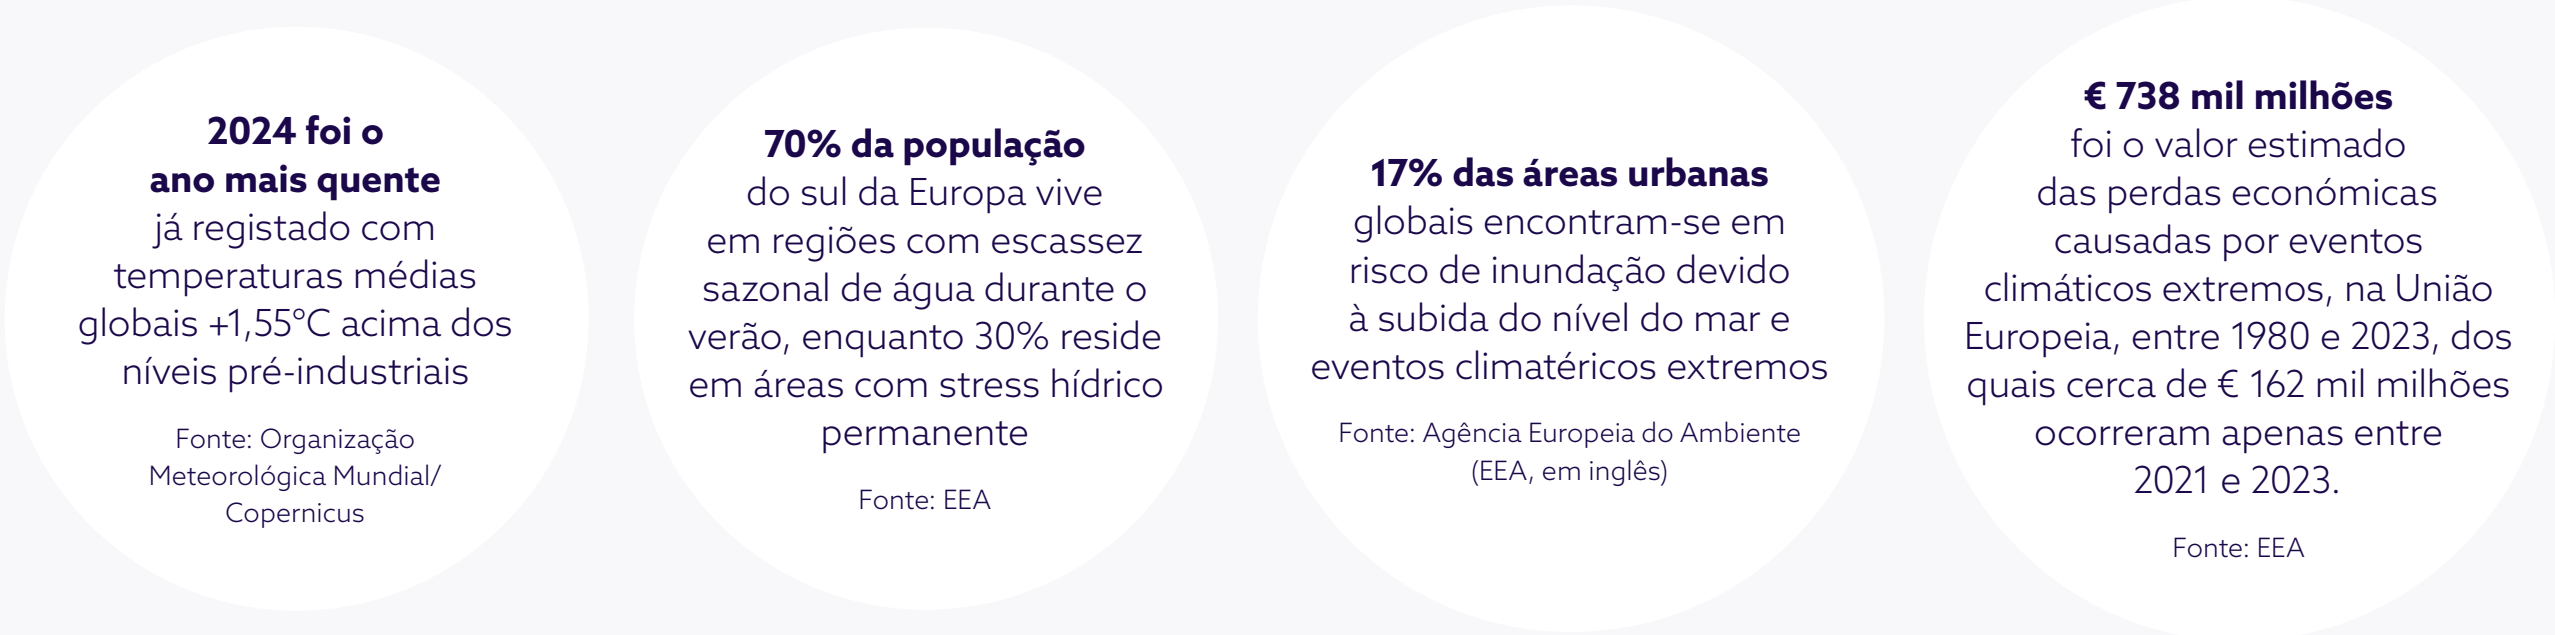 2024 foi o
ano mais quente
já registado com
temperaturas médias
globais +1,55°C acima dos
níveis pré-industriais
Fonte: Organização
Meteorológica Mundial/
Copernicus
70% da população
do sul da Europa vive
em regiões com escassez
sazonal de água durante o
verão, enquanto 30% reside
em áreas com stress hídrico
permanente
Fonte: EEA
17% das áreas urbanas
globais encontram-se em
risco de inundação devido
à subida do nível do mar e
eventos climatéricos extremos
Fonte: Agência Europeia do Ambiente
(EEA, em inglês)
€ 738 mil milhões
foi o valor estimado
das perdas económicas
causadas por eventos
climáticos extremos, na União
Europeia, entre 1980 e 2023, dos
quais cerca de € 162 mil milhões
ocorreram apenas entre
2021 e 2023.
Fonte: EEA